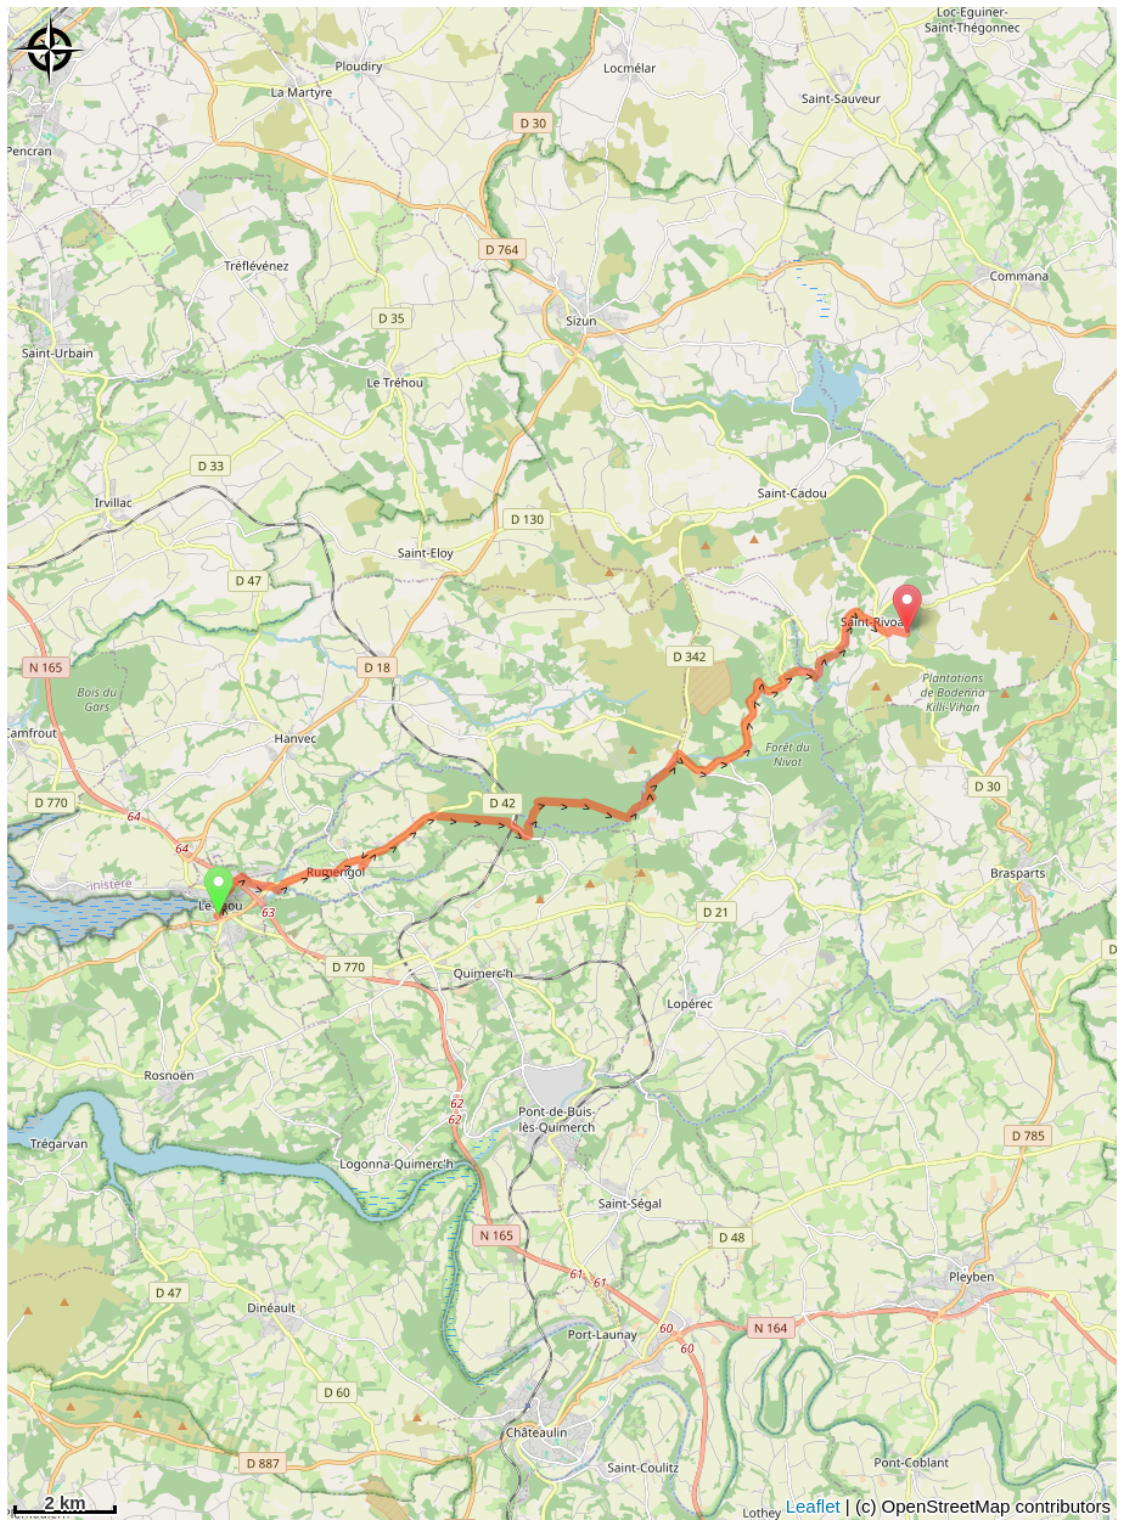 Loc-Eguiner-
Saint-Thégonnec
Ploudiry
Locmélar
La Martyre
Saint-Sauveur
D 30
Pencran
D 764
Tréflévénez
Commana
D 35
Sizun
Saint-Urbain
Le Tréhou
D 33
Saint-Cadou
Irvillac
D 130
Saint-Eloy
D 47
Saint-Rivoa
D 342
N 165
D 18
Plantations
de Bodenna
Killi-Vihan
Bois du
Gars
Camfrout
Hanvec
Forêt du
Nivot
D 30
D 770
D 42
64
64
Rumengol
Brasparts
inistère
Le
ou
63
D 21
D
D 770
Quimerc'h
Lopérec
Rosnoën
62
62
Pont-de-Buis-
lès-Quimerch
D 785
Trégarvan
Logonna-Quimerc'h
Saint-Ségal
N 165
D 48
61
61
Pleyben
D 47
Dinéault
60
N 164
Port-Launay
60
D 60
Châteaulin
D 887
Saint-Coulitz
Pont-Coblant
2 km
Lothey
Leaflet | (c) OpenStreetMap contributors